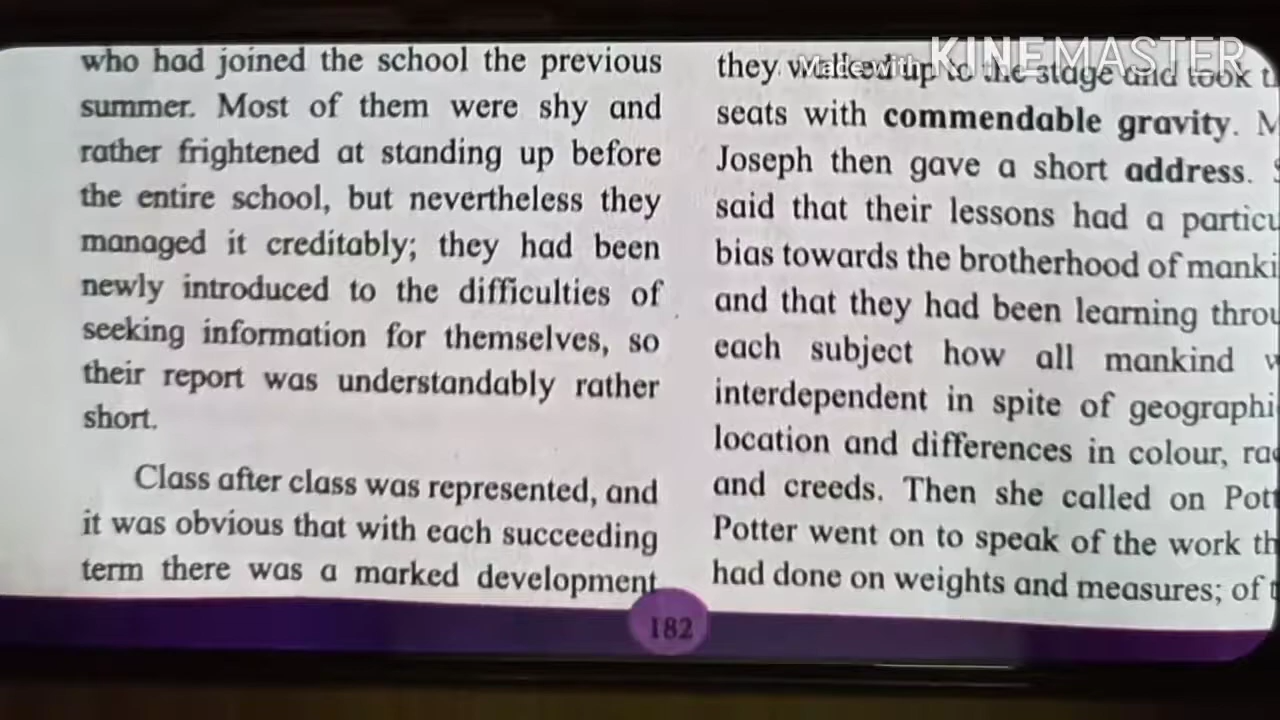 who had joined the school the previous
summer. Most of them were shy and
rather frightened at standing up before
the entire school, but nevertheless they
managed it creditably; they had been
newly introduced to the difficulties of
seeking information for themselves, so
their report was understandably rather
short.
Class after class was represented, and
it was obvious that with each succeeding
term there was a marked development
they walked up to the stage and took
seats with commendable gravity.
Joseph then gave a short address.
said that their lessons had a particu
bias towards the brotherhood of manki
and that they had been learning throu
each subject how all mankind
interdependent in spite of geographi
location and differences in colour,
and creeds. Then she called on Pott
Potter went on to speak of the work th
had done on weights and measures; of
182
Made with KINEMASTER